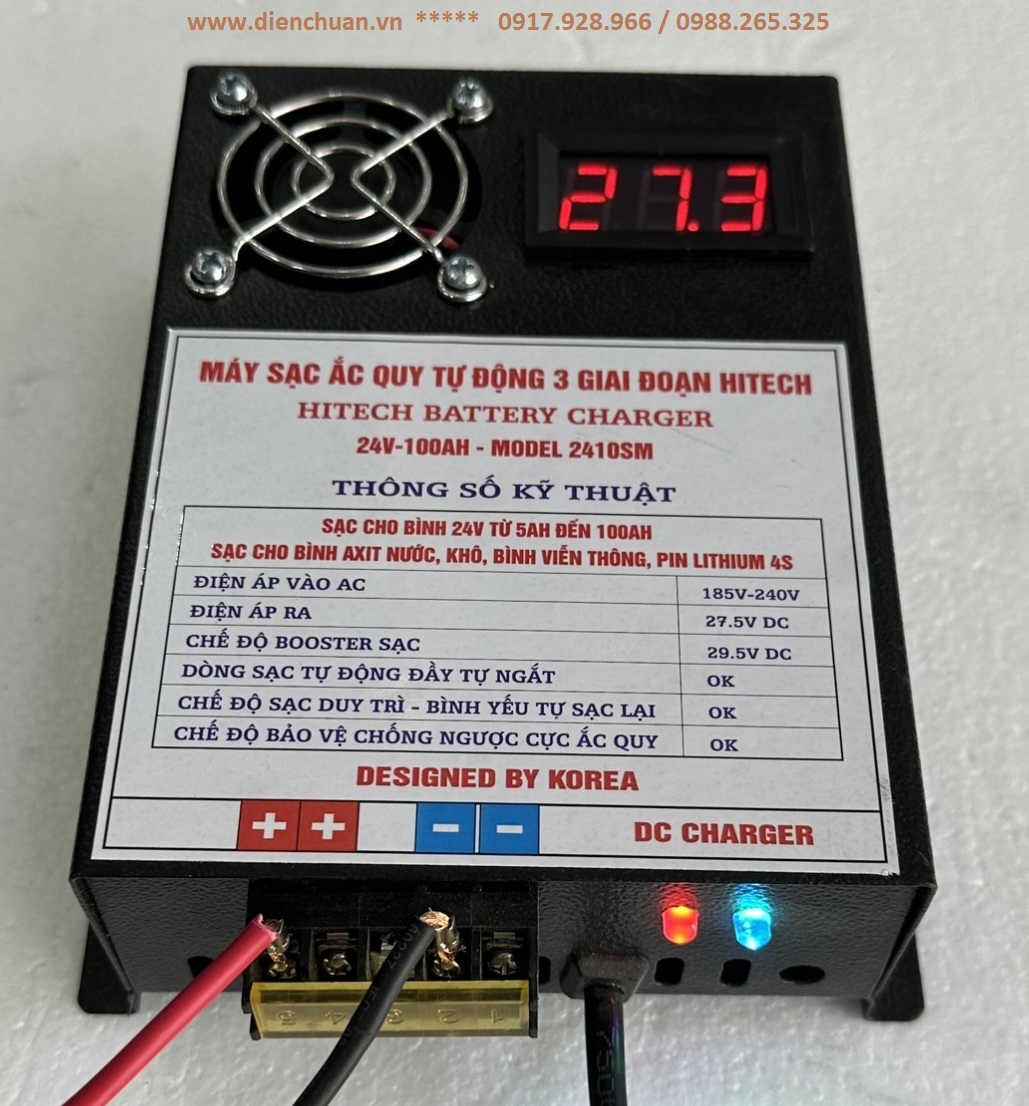 www.dienchuan.vn ***** 0917.928.966 / 0988.265.325
27.3
MÁY SẠC ẮC QUY TỰ ĐỘNG 3 GIAI ĐOẠN HITECH
HITECH BATTERY CHARGER
24V-100AH - MODEL 2410SM
THÔNG SỐ KỸ THUẬT
SẠC CHO BÌNH 24V TỪ 5AH ĐẾN 100AH
SẠC CHO BÌNH AXIT NƯỚC, KHÔ, BÌNH VIỄN THÔNG, PIN LITHIUM 4S
ĐIỆN ÁP VÀO AC 185V-240V
ĐIỆN ÁP RA 27.5V DC
CHẾ ĐỘ BOOSTER SẠC 29.5V DC
DÒNG SẠC TỰ ĐỘNG ĐẦY TỰ NGẮT OK
CHẾ ĐỘ SẠC DUY TRÌ - BÌNH YẾU TỰ SẠC LẠI OK
CHẾ ĐỘ BẢO VỆ CHỐNG NGƯỢC CỰC ẮC QUY OK
DESIGNED BY KOREA
+ + - - DC CHARGER
5 4 3 2 1